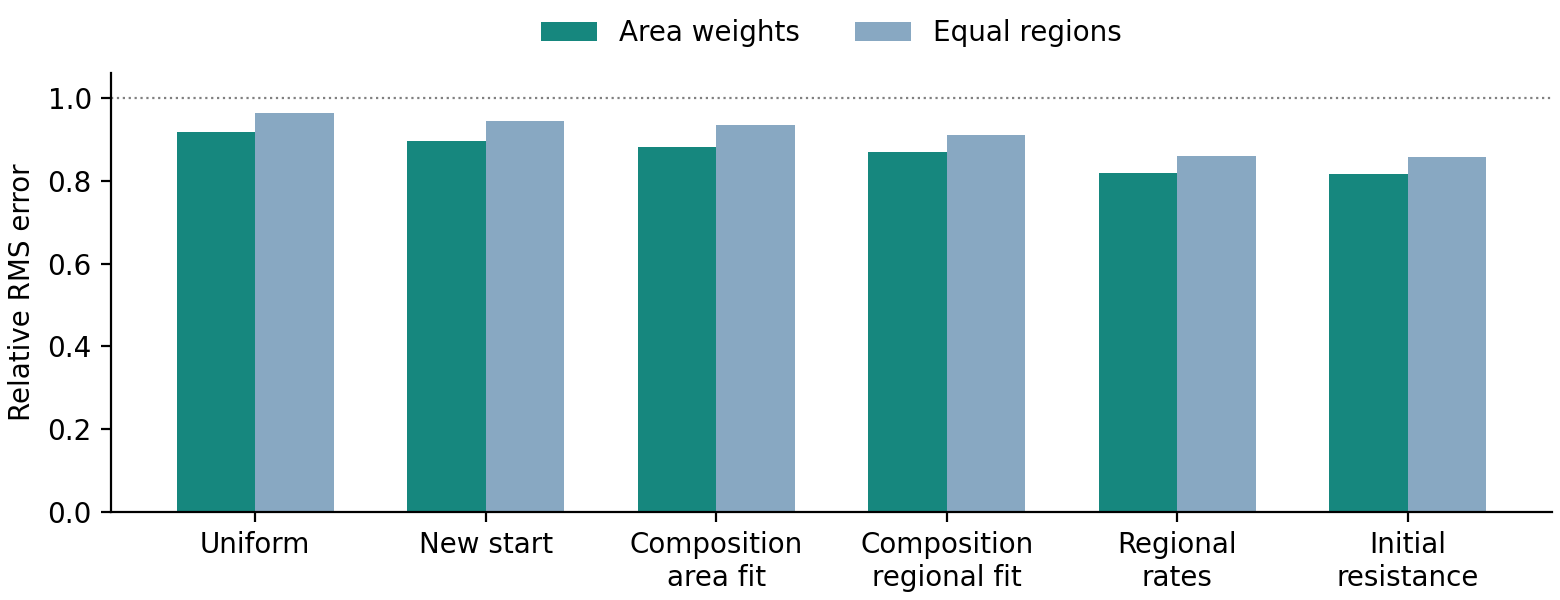 Area weights
Equal regions
Relative RMS error
1.0
0.8
0.6
0.4
0.2
0.0
Uniform
New start
Composition
area fit
Composition
regional fit
Regional
rates
Initial
resistance